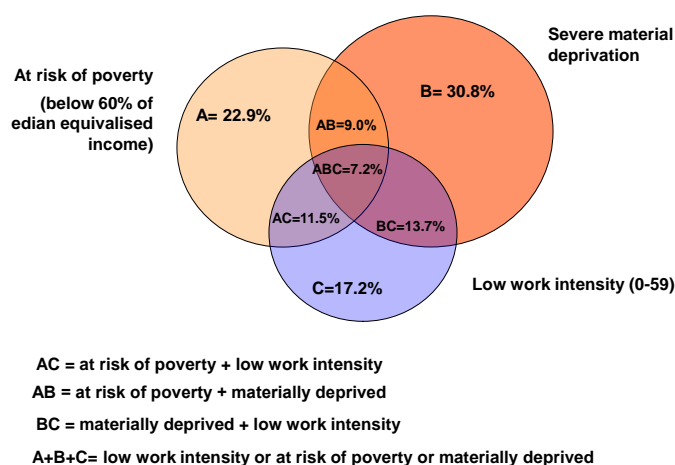 Severe material
deprivation
At risk of poverty
(below 60% of
edian equivalised
income)
B= 30.8%
A= 22.9%
AB=9.0%
ABC=7.2%
AC=11.5%
BC=13.7%
C=17.2%
Low work intensity (0-59)
AC = at risk of poverty + low work intensity
AB = at risk of poverty + materially deprived
BC = materially deprived + low work intensity
A+B+C= low work intensity or at risk of poverty or materially deprived